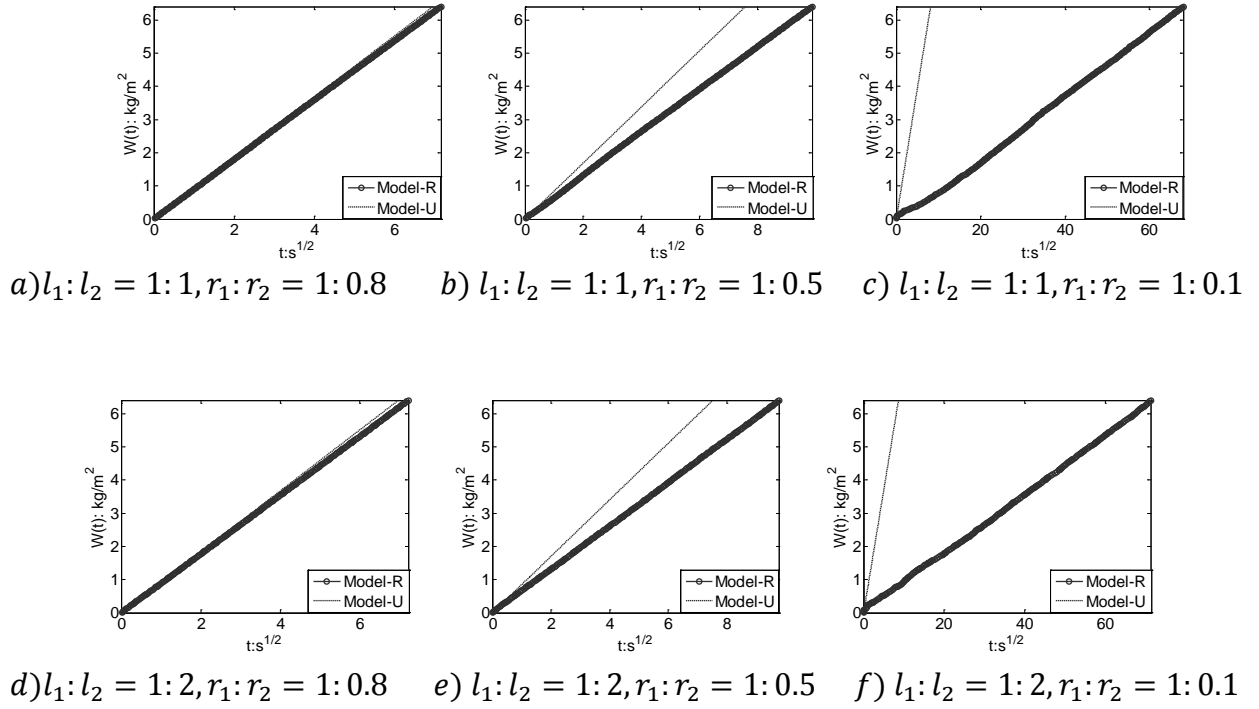 6
5
4
3
2
1
0
W(t): kg/m²
0 2 4 6
t:s^{1/2}
Model-R
Model-U
6
5
4
3
2
1
0
W(t): kg/m²
0 2 4 6 8
t:s^{1/2}
Model-R
Model-U
6
5
4
3
2
1
0
W(t): kg/m²
0 20 40 60
t:s^{1/2}
Model-R
Model-U
a)l₁:l₂ = 1:1,r₁:r₂ = 1:0.8 b) l₁:l₂ = 1:1,r₁:r₂ = 1:0.5 c) l₁:l₂ = 1:1,r₁:r₂ = 1:0.1
6
5
4
3
2
1
0
W(t): kg/m²
0 2 4 6
t:s^{1/2}
Model-R
Model-U
6
5
4
3
2
1
0
W(t): kg/m²
0 2 4 6 8
t:s^{1/2}
Model-R
Model-U
6
5
4
3
2
1
0
W(t): kg/m²
0 20 40 60
t:s^{1/2}
Model-R
Model-U
d)l₁:l₂ = 1:2,r₁:r₂ = 1:0.8 e) l₁:l₂ = 1:2,r₁:r₂ = 1:0.5 f) l₁:l₂ = 1:2,r₁:r₂ = 1:0.1